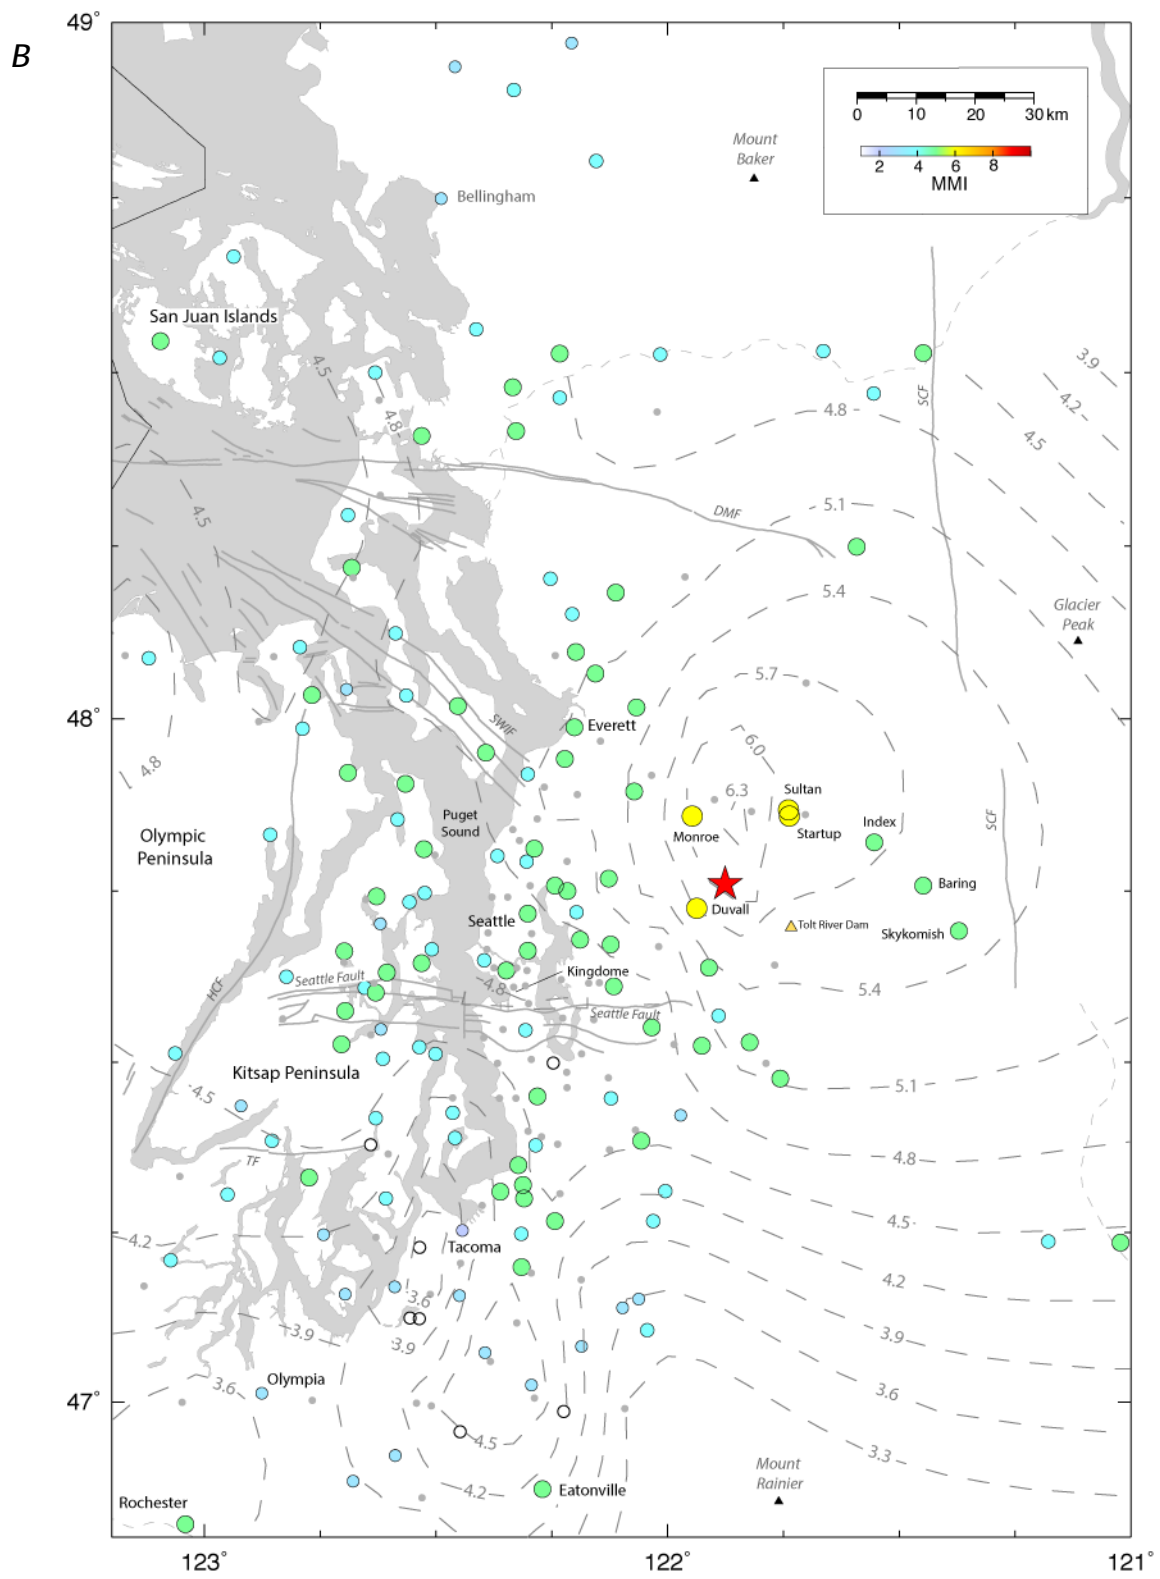 49°
B
0 10 20 30 km
2 4 6 8
MMI
Mount
Baker
Bellingham
San Juan Islands
4.5
4.8
4.8
SCF
3.9
4.2
4.5
4.5
DMF
5.1
5.4
Glacier
Peak
5.7
48°
SWIF
Everett
4.8
6.0
6.3
Sultan
Puget
Sound
Monroe
Startup
Index
SCF
Olympic
Peninsula
Baring
Duvall
Seattle
Tolt River Dam
Skykomish
Kingdome
Seattle Fault
HCF
4.8
5.4
Seattle Fault
Kitsap Peninsula
4.5
5.1
TF
4.8
4.5
4.2
Tacoma
4.2
3.6
3.9
3.9
3.9
3.6
Olympia
3.6
47°
4.5
3.3
4.2
Eatonville
Mount
Rainier
Rochester
123° 122° 121°